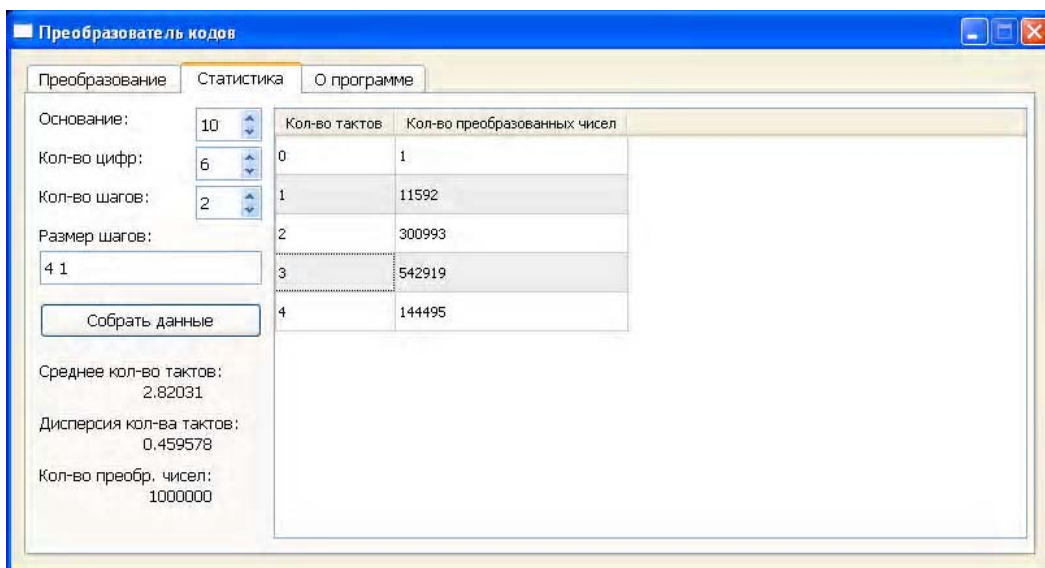 Преобразователь кодов
Преобразование Статистика О программе
Основание: 10
Кол-во цифр: 6
Кол-во шагов: 2
Размер шагов:
4 1
Собрать данные
Среднее кол-во тактов:
2.82031
Дисперсия кол-ва тактов:
0.459578
Кол-во преобр. чисел:
1000000
Кол-во тактов Кол-во преобразованных чисел
0 1
1 11592
2 300993
3 542919
4 144495